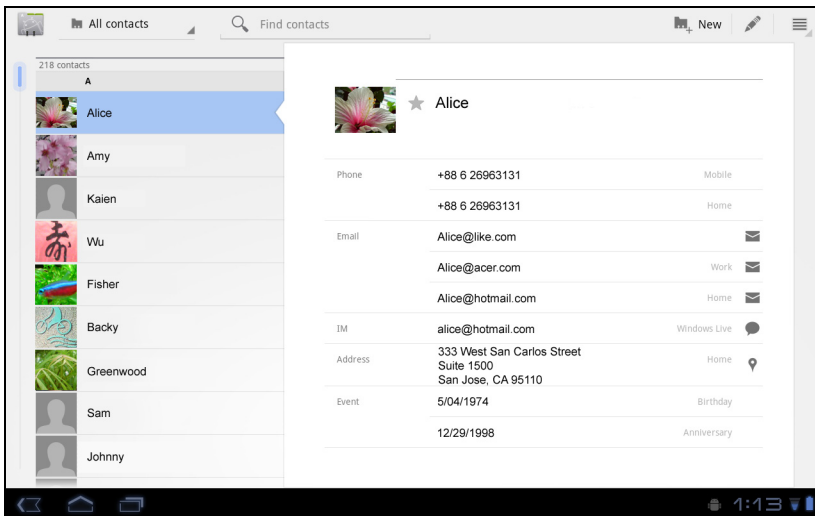 All contacts
Find contacts
New
218 contacts
A
Alice
Amy
Kaien
Wu
Fisher
Backy
Greenwood
Sam
Johnny
Alice
Phone +88 6 26963131 Mobile
+88 6 26963131 Home
Email Alice@like.com
Alice@acer.com Work
Alice@hotmail.com Home
IM alice@hotmail.com Windows Live
Address 333 West San Carlos Street Home
Suite 1500
San Jose, CA 95110
Event 5/04/1974 Birthday
12/29/1998 Anniversary
1:13